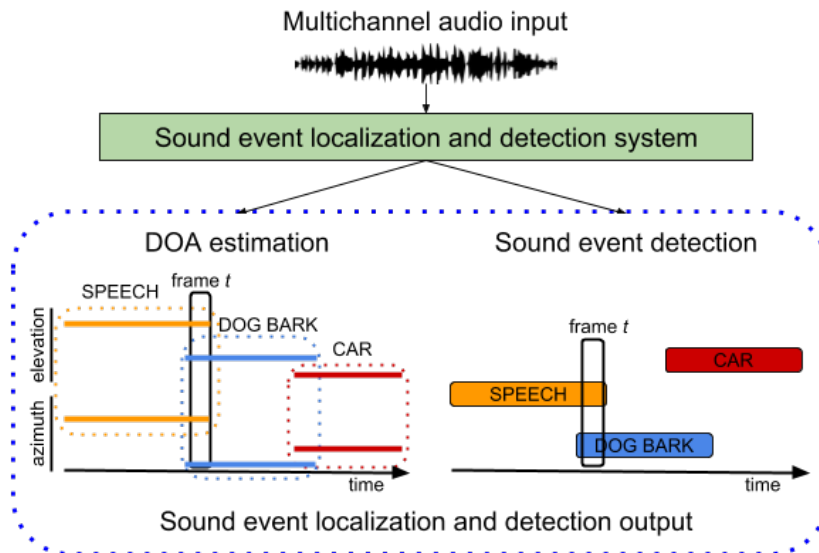 Multichannel audio input
Sound event localization and detection system
DOA estimation
Sound event detection
frame t
SPEECH
DOG BARK
CAR
elevation
azimuth
time
frame t
CAR
SPEECH
DOG BARK
time
Sound event localization and detection output